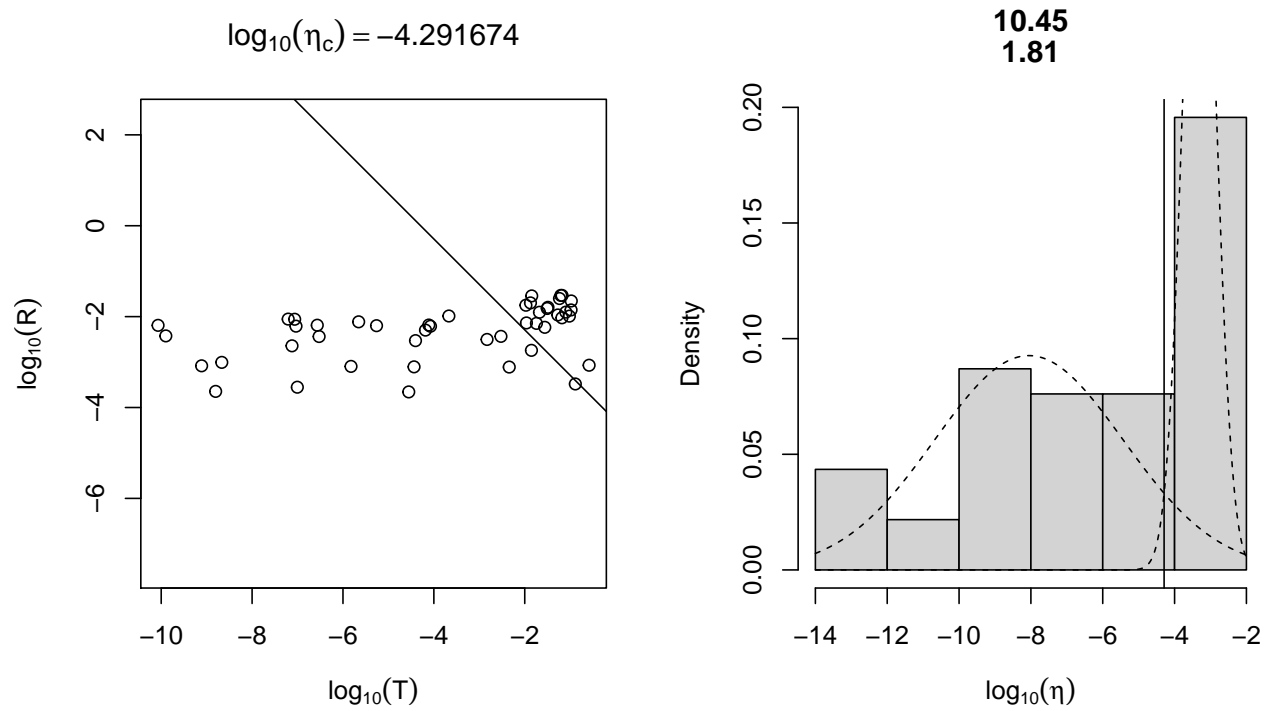 log10(ηc) = −4.291674
2
0
−2
−4
−6
log10(R)
−10 −8 −6 −4 −2
log10(T)
10.45
1.81
0.20
0.15
0.10
0.05
0.00
Density
−14 −12 −10 −8 −6 −4 −2
log10(η)